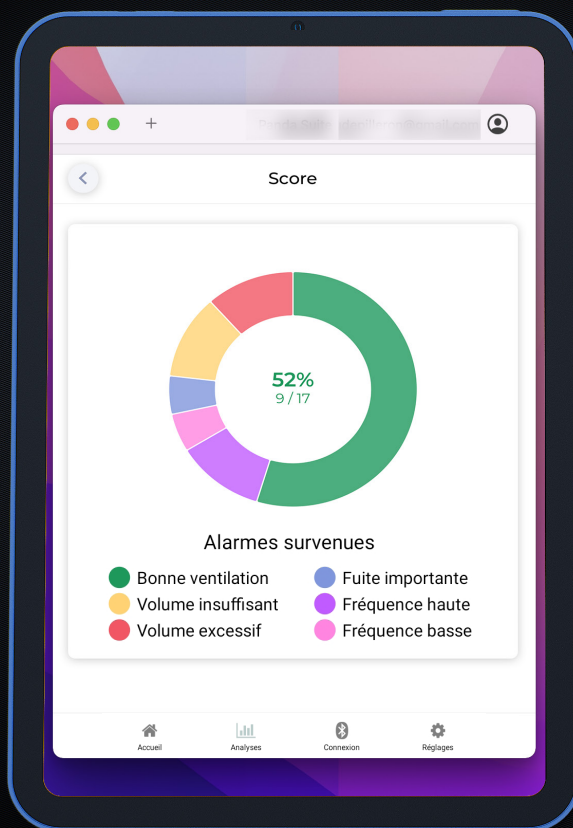 +
Score
52%
9 / 17
Alarmes survenues
Bonne ventilation
Fuite importante
Volume insuffisant
Fréquence haute
Volume excessif
Fréquence basse
Accueil
Analyses
Connexion
Réglages